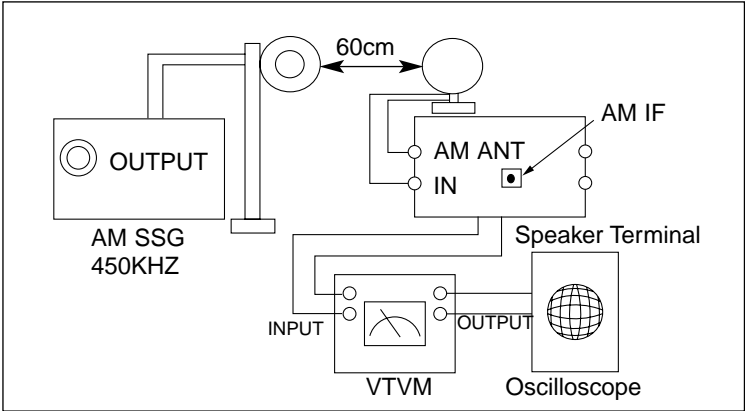 60cm
AM IF
OUTPUT
AM ANT
IN
AM SSG
450KHZ
Speaker Terminal
INPUT
OUTPUT
VTVM
Oscilloscope